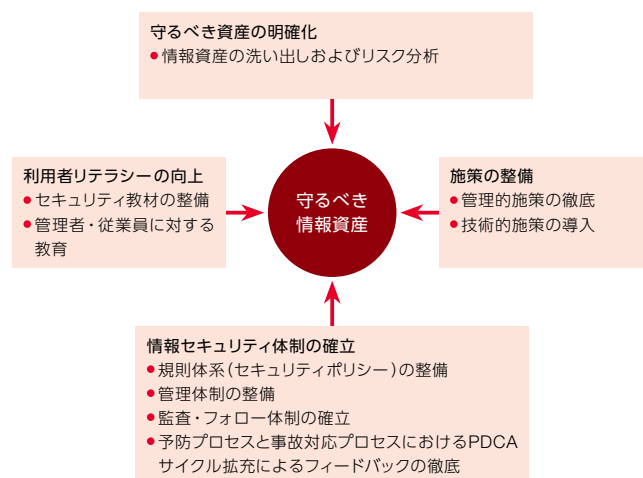 守るべき資産の明確化
●情報資産の洗い出しおよびリスク分析
利用者リテラシーの向上
●セキュリティ教材の整備
●管理者・従業員に対する
教育
守るべき
情報資産
施策の整備
●管理的施策の徹底
●技術的施策の導入
情報セキュリティ体制の確立
●規則体系(セキュリティポリシー)の整備
●管理体制の整備
●監査・フォロー体制の確立
●予防プロセスと事故対応プロセスにおけるPDCA
サイクル拡充によるフィードバックの徹底